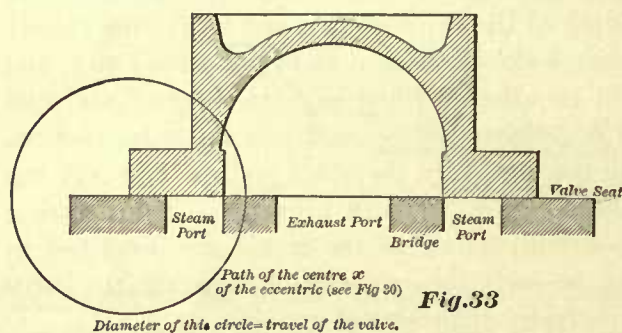 Valve Seat
Steam
Port
Exhaust Port
Steam
Port
Bridge
Path of the centre x
of the eccentric (see Fig 30)
Fig.33
Diameter of this circle = travel of the valve.